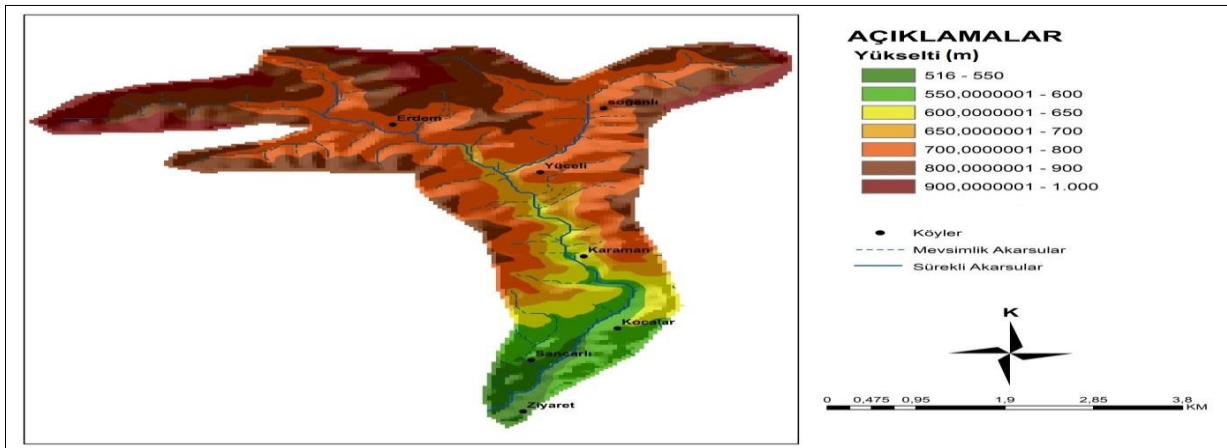 AÇIKLAMALAR
Yükselti (m)
516 - 550
550,0000001 - 600
600,0000001 - 650
650,0000001 - 700
700,0000001 - 800
800,0000001 - 900
900,0000001 - 1.000
Köyler
Mevsimlik Akarsular
Sürekli Akarsular
K
0 0,475 0,95 1,9 2,85 3,8
KM
soğanlı
Erdem
Yüceli
Karaman
Kocalar
Sancarlı
Ziyaret